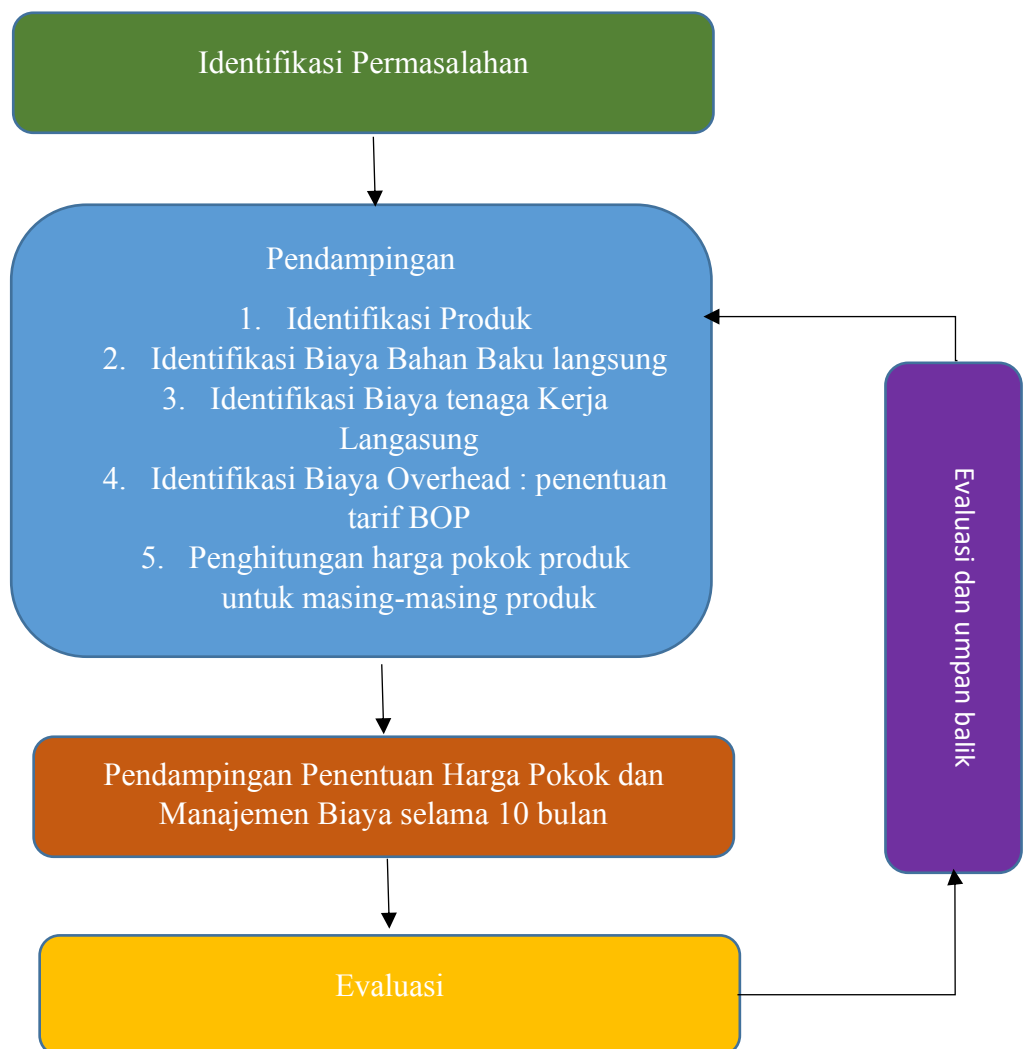 Identifikasi Permasalahan
Pendampingan
1. Identifikasi Produk
2. Identifikasi Biaya Bahan Baku langsung
3. Identifikasi Biaya tenaga Kerja
Langasung
4. Identifikasi Biaya Overhead : penentuan
tarif BOP
5. Penghitungan harga pokok produk
untuk masing-masing produk
Pendampingan Penentuan Harga Pokok dan
Manajemen Biaya selama 10 bulan
Evaluasi
Evaluasi dan umpan balik